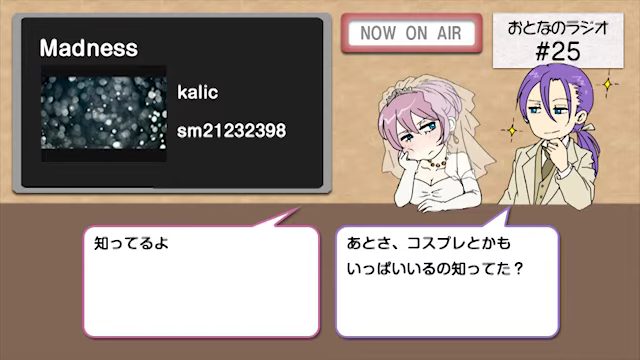 Madness
kalic
sm21232398
NOW ON AIR
おとなのラジオ
#25
知ってるよ
あとさ、コスプレとかも
いっぱいいるの知ってた？